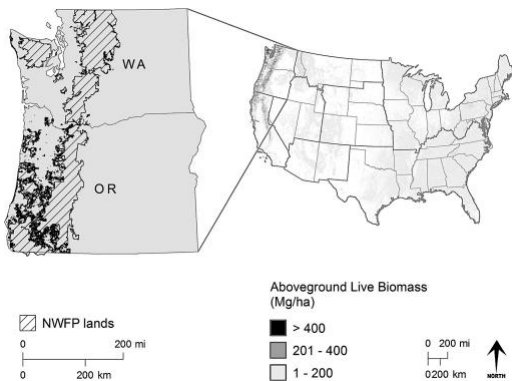 WA
OR
NWFP lands
0 200 mi
0 200 km
Aboveground Live Biomass
(Mg/ha)
> 400
201 - 400
1 - 200
0 200 mi
0200 km
NORTH